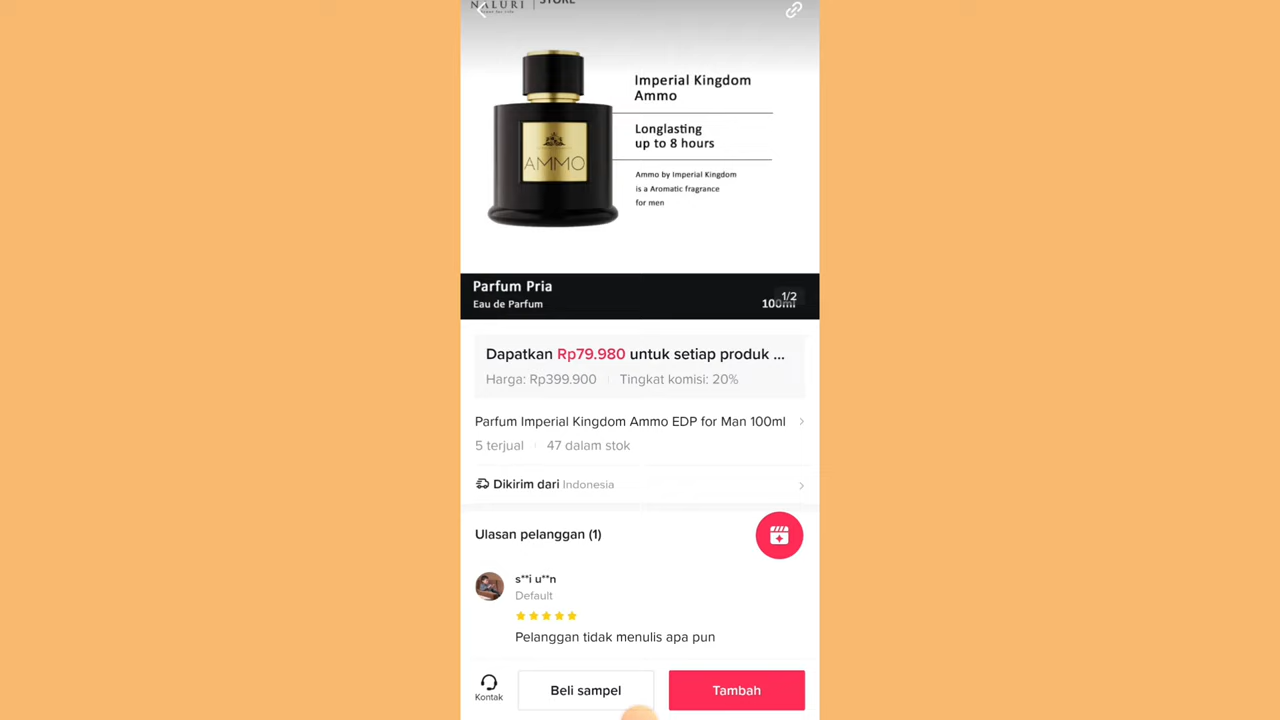 NALURI | STORE
Imperial Kingdom
Ammo
Longlasting
up to 8 hours
Ammo by Imperial Kingdom
is a Aromatic fragrance
for men
AMMO
Parfum Pria
Eau de Parfum
1/2
100ml
Dapatkan Rp79.980 untuk setiap produk ...
Harga: Rp399.900 | Tingkat komisi: 20%
Parfum Imperial Kingdom Ammo EDP for Man 100ml
5 terjual | 47 dalam stok
Dikirim dari Indonesia
Ulasan pelanggan (1)
s**i u**n
Default
Pelanggan tidak menulis apa pun
Kontak
Beli sampel
Tambah